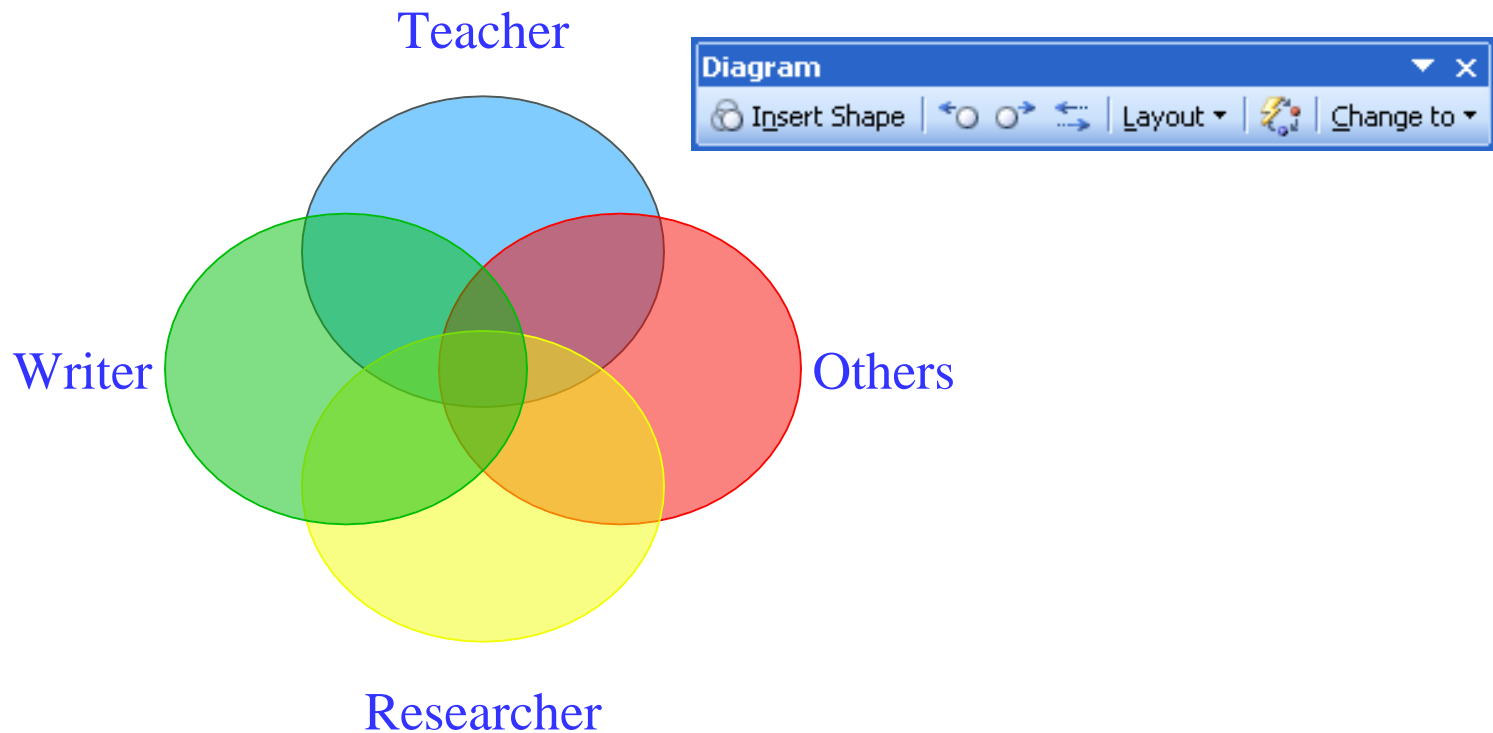 Teacher
Diagram
Insert Shape Layout Change to
Writer
Others
Researcher